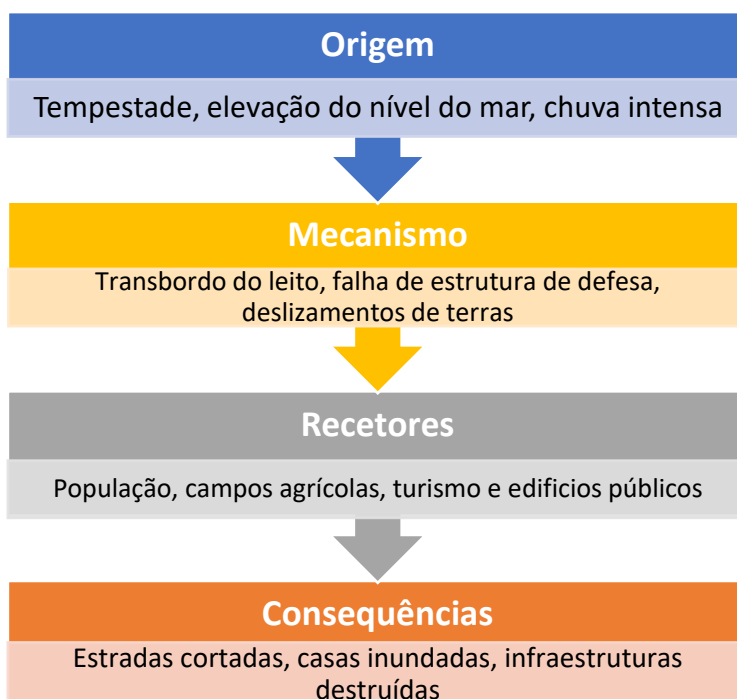 Origem
Tempestade, elevação do nível do mar, chuva intensa
Mecanismo
Transbordo do leito, falha de estrutura de defesa,
deslizamentos de terras
Recetores
População, campos agrícolas, turismo e edificios públicos
Consequências
Estradas cortadas, casas inundadas, infraestruturas
destruídas